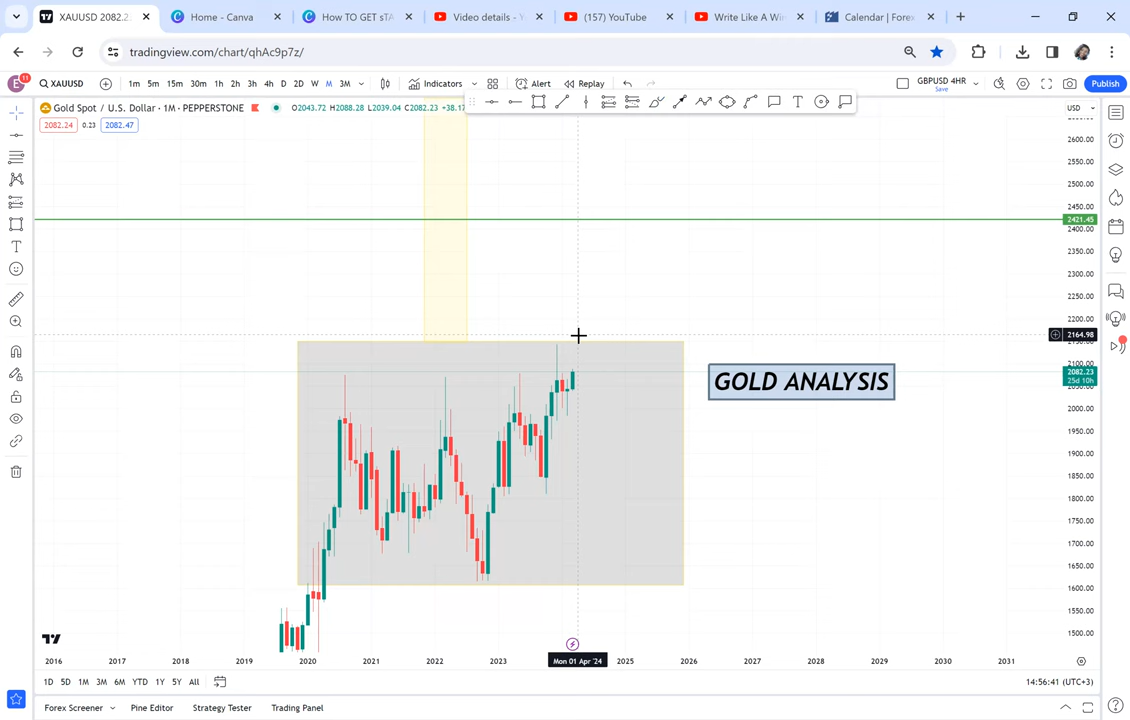 XAUUSD 2082.2
Home - Canva
How TO GET sTA
Video details - Y
(157) YouTube
Write Like A Wi
Calendar | Forex
tradingview.com/chart/qhAc9p7z/
E 11 XAUUSD 1m 5m 15m 30m 1h 2h 3h 4h D 2D W M 3M Indicators Alert Replay GBPUSD 4HR Save Publish
Gold Spot / U.S. Dollar · 1M · PEPPERSTONE O2043.72 H2088.28 L2039.04 C2082.23 +38.1
2082.24 0.23 2082.47
USD
2600.00
2550.00
2500.00
2450.00
2421.45
2400.00
2350.00
2300.00
2250.00
2200.00
2164.98
2100.00
2082.23
25d 10h
2000.00
1950.00
1900.00
1850.00
1800.00
1750.00
1700.00
1650.00
1600.00
1550.00
1500.00
GOLD ANALYSIS
2016 2017 2018 2019 2020 2021 2022 2023 Mon 01 Apr '24 2025 2026 2027 2028 2029 2030 2031
1D 5D 1M 3M 6M YTD 1Y 5Y All 14:56:41 (UTC+3)
Forex Screener Pine Editor Strategy Tester Trading Panel